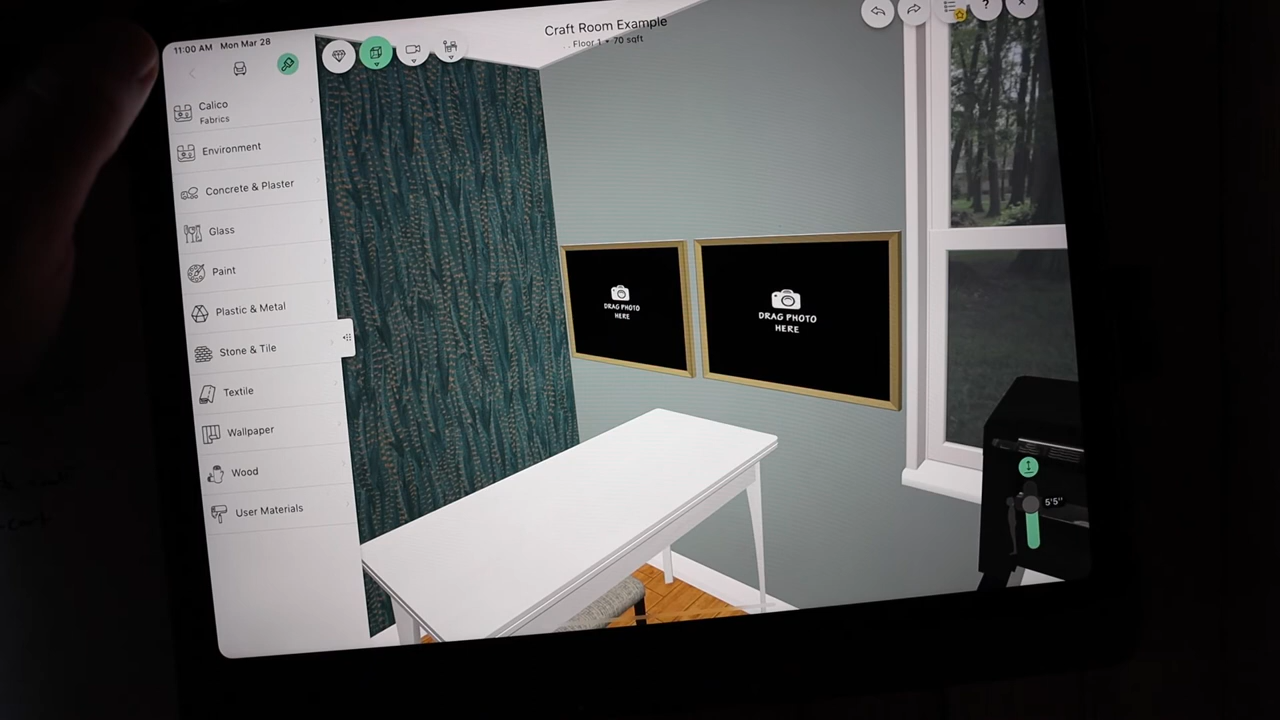 11:00 AM Mon Mar 28
Craft Room Example
Floor 1 • 70 sqft
?
Calico
Fabrics
Environment
Concrete & Plaster
Glass
Paint
Plastic & Metal
Stone & Tile
Textile
Wallpaper
Wood
User Materials
DRAG PHOTO
HERE
DRAG PHOTO
HERE
5'5"